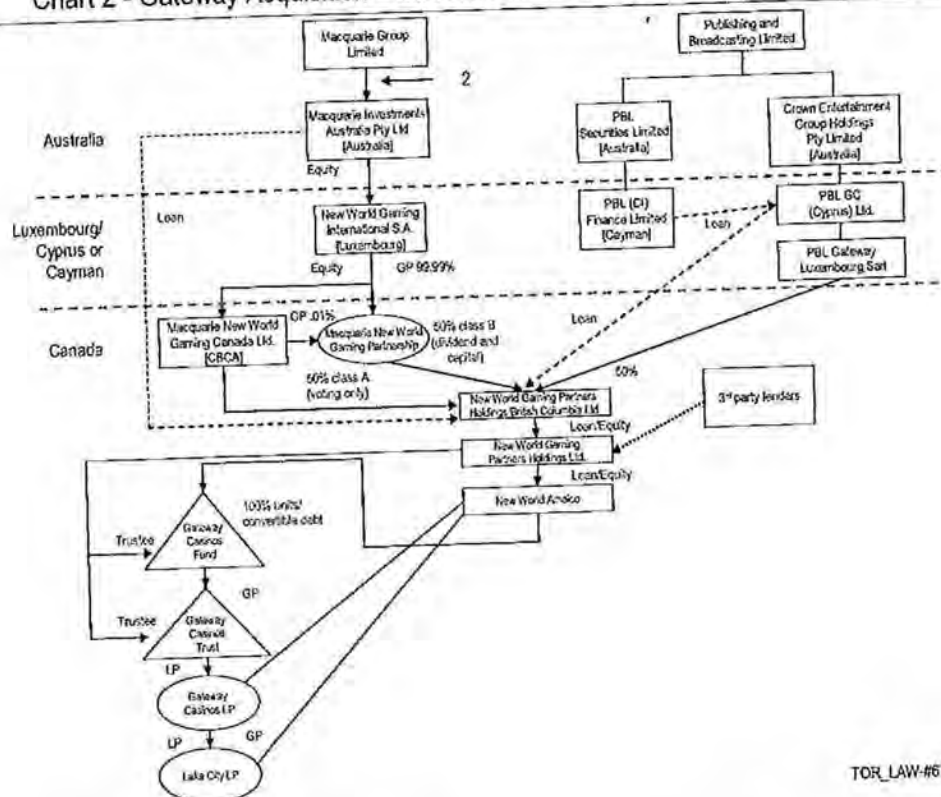 Chart 2 - Gateway
Macquarie Group
Limited
Publishing and
Broadcasting Limited
2
Australia
Macquarie Investments
Australia Pty Ltd
[Australia]
PBL
Securities Limited
[Australia]
Crown Entertainment
Group Holdings
Pty Limited
[Australia]
Equity
Loan
Luxembourg/
Cyprus or
Cayman
New World Gaming
International S.A.
[Luxembourg]
PBL (CI)
Finance Limited
[Cayman]
Loan
PBL GC
(Cyprus) Ltd.
PBL Gateway
Luxembourg Sarl
Equity
GP 99.99%
Canada
Macquarie New World
Gaming Canada Ltd.
[CBCA]
GP .01%
Macquarie New World
Gaming Partnership
50% class B
(dividend and
capital)
Loan
50%
50% class A
(voting only)
New World Gaming Partners
Holdings British Columbia Ltd
3rd party lenders
Loan/Equity
New World Gaming
Partners Holdings Ltd.
Loan/Equity
New World
100% units/
convertible debt
Trustee
Gateway
Casinos
Fund
GP
Trustee
Gateway
Casinos
Trust
LP
Gateway
Casinos LP
LP
GP
Lake City LP
TOR_LAW-#6